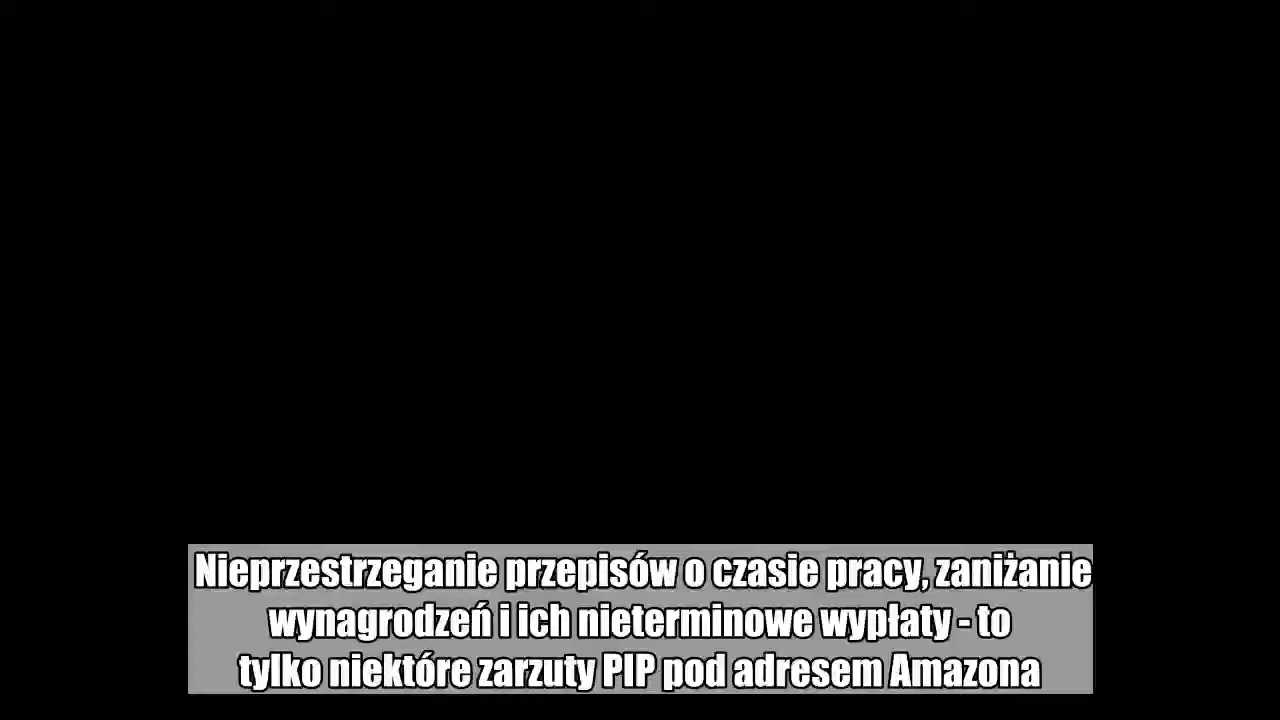 Nieprzestrzeganie przepisów o czasie pracy, zaniżanie
wynagrodzeń i ich nieterminowe wypłaty - to
tylko niektóre zarzuty PIP pod adresem Amazona